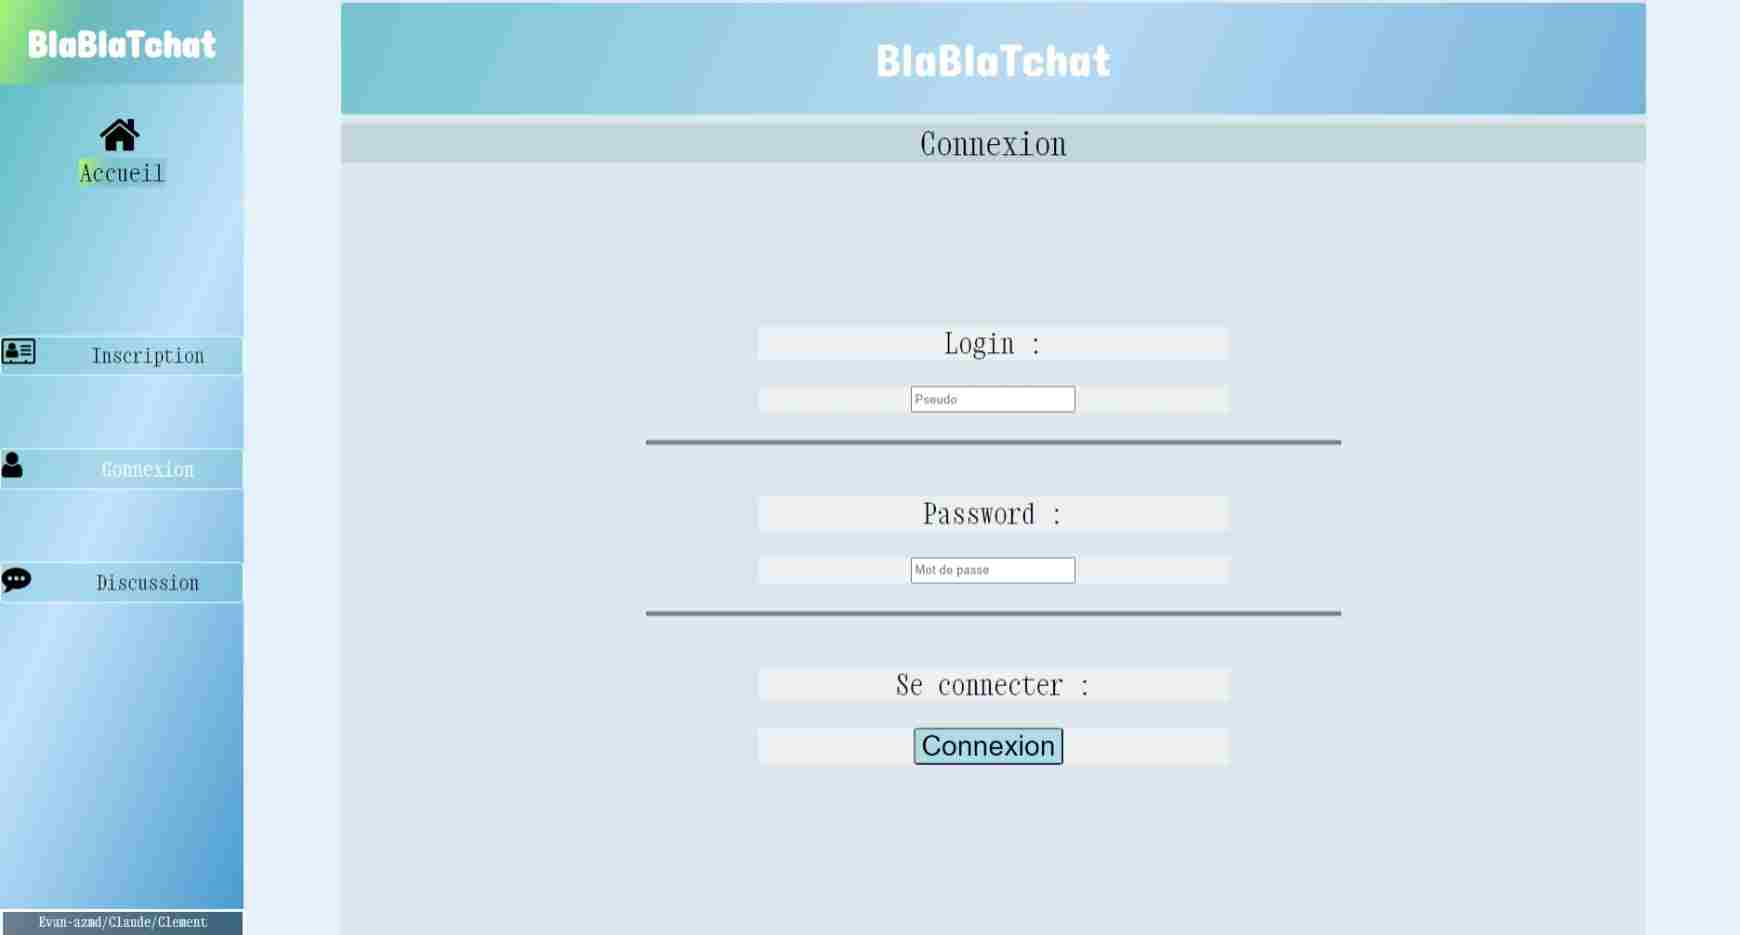 BlaBlaTchat
Accueil
Inscription
Connexion
Discussion
Evan-azmd/Claude/Clement
BlaBlaTchat
Connexion
Login :
Pseudo
Password :
Mot de passe
Se connecter :
Connexion